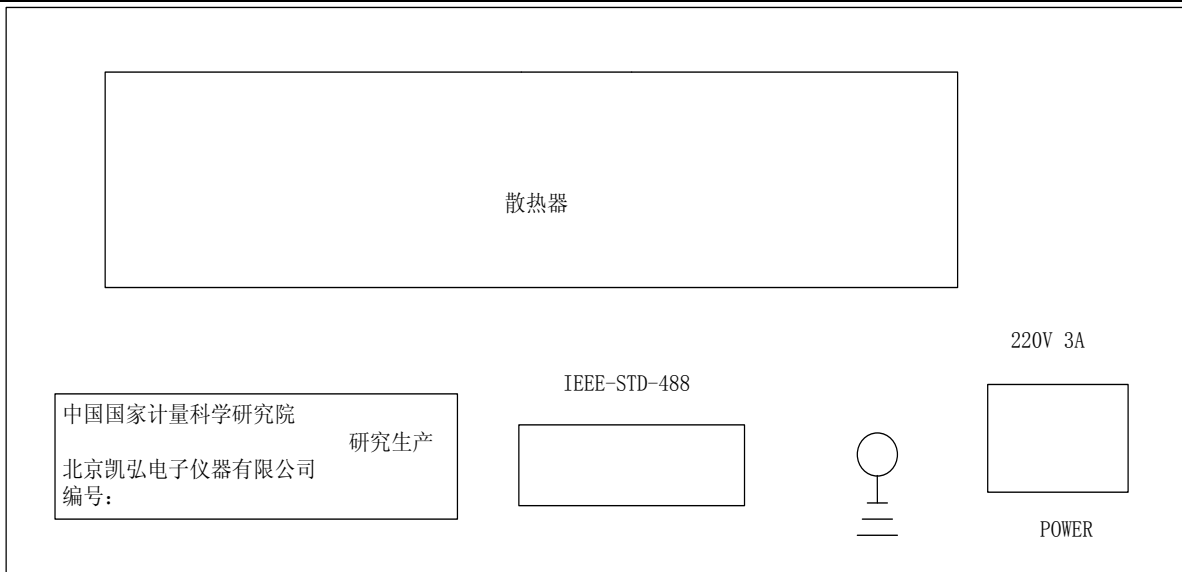 散热器
220V 3A
IEEE-STD-488
中国国家计量科学研究院
研究生产
北京凯弘电子仪器有限公司
编号：
POWER